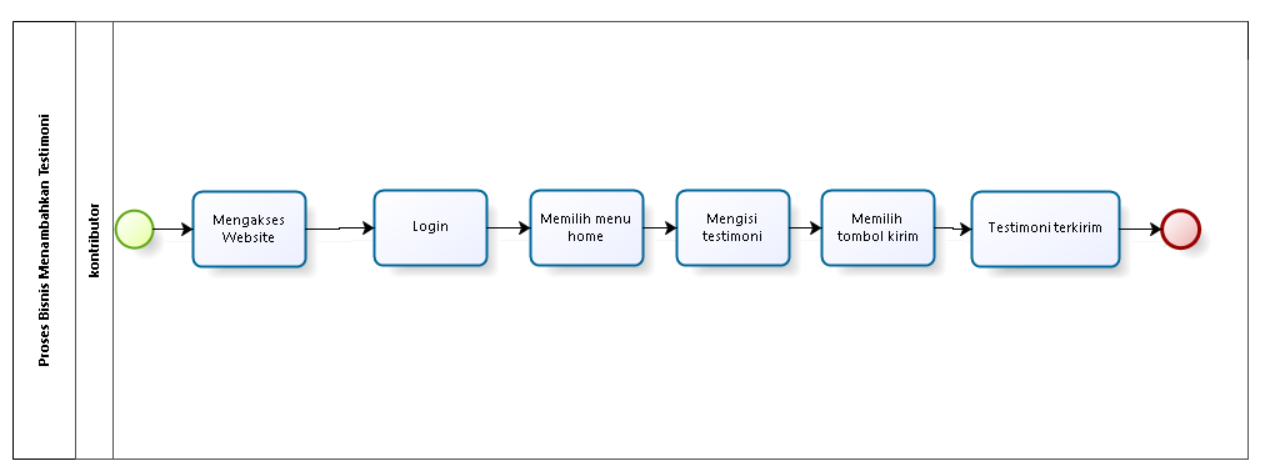 Proses Bisnis Menambahkan Testimoni
kontributor
Mengakses
Website
Login
Memilih menu
home
Mengisi
testimoni
Memilih
tombol kirim
Testimoni terkirim